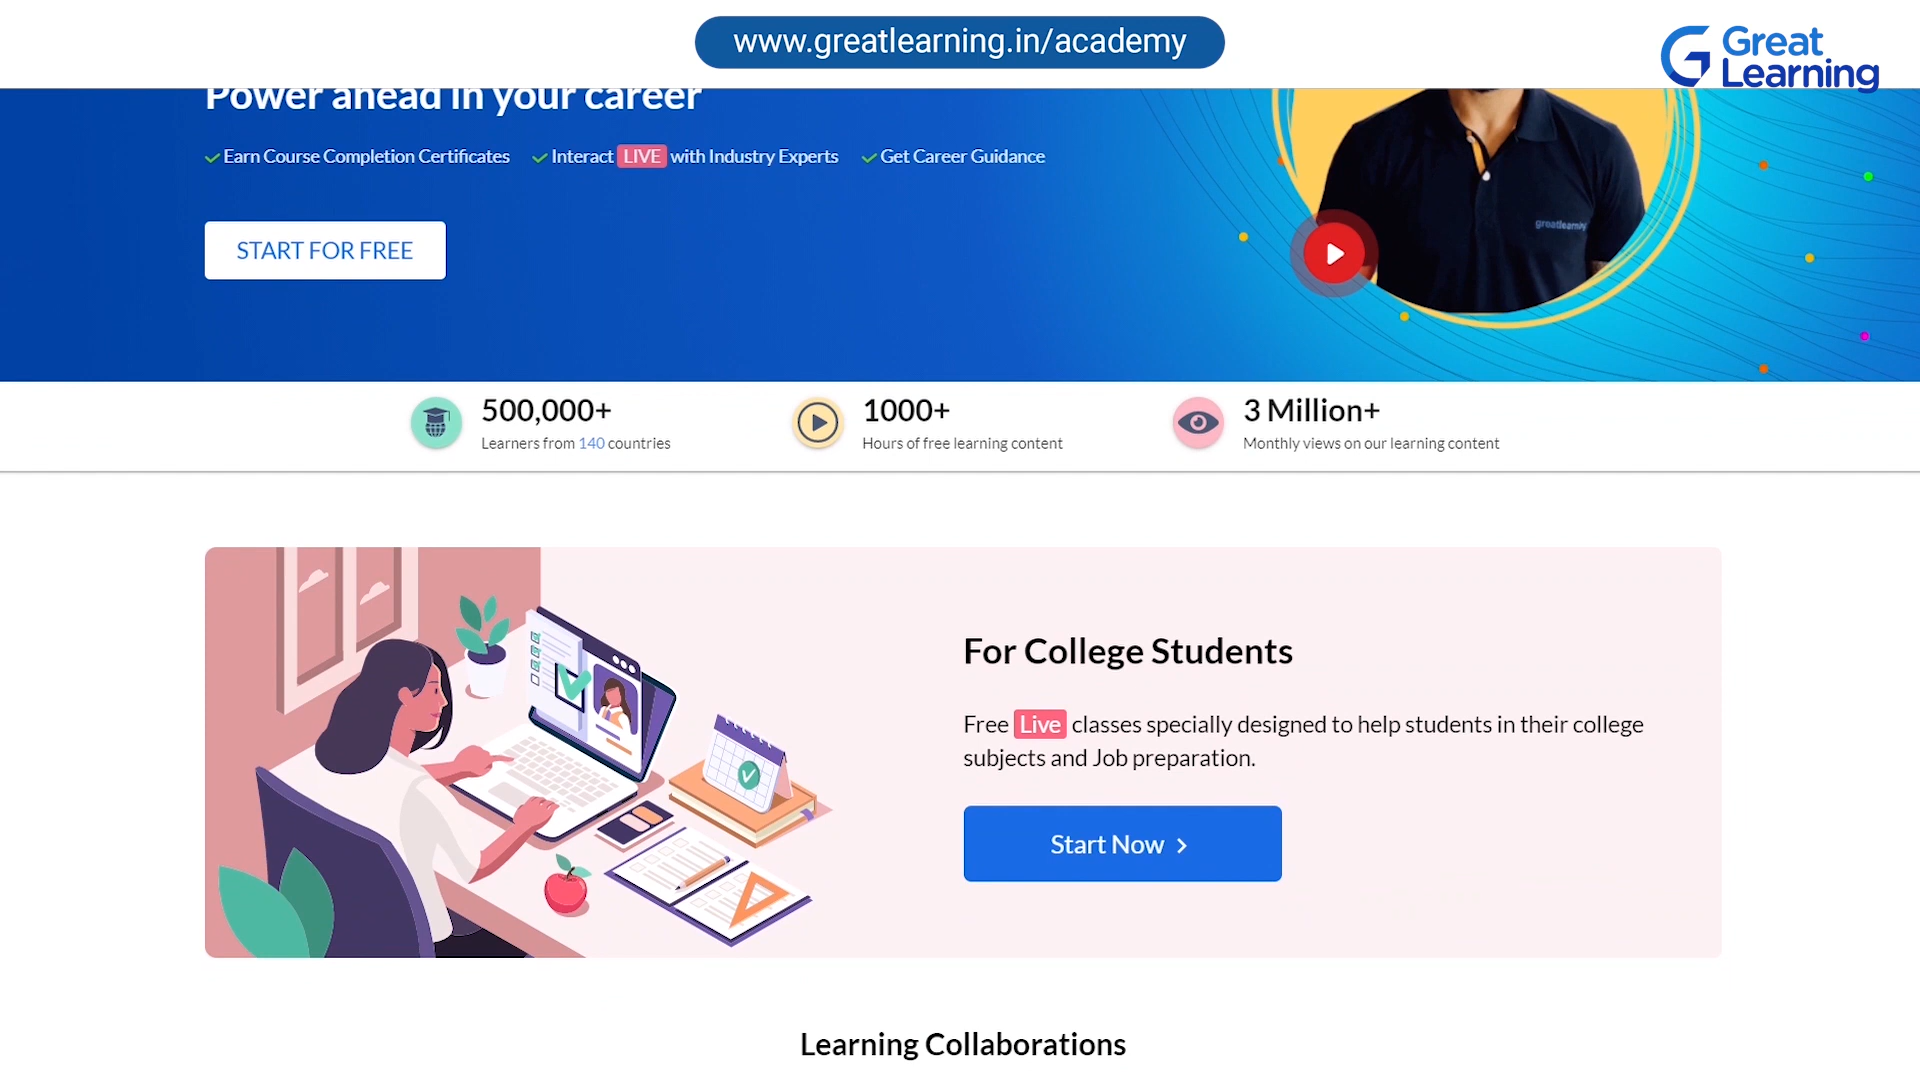 www.greatlearning.in/academy
Great
Learning
Power ahead in your career
Earn Course Completion Certificates Interact LIVE with Industry Experts Get Career Guidance
greatlearning
START FOR FREE
500,000+ 1000+ 3 Million+
Learners from 140 countries Hours of free learning content Monthly views on our learning content
For College Students
Free Live classes specially designed to help students in their college
subjects and Job preparation.
Start Now >
Learning Collaborations